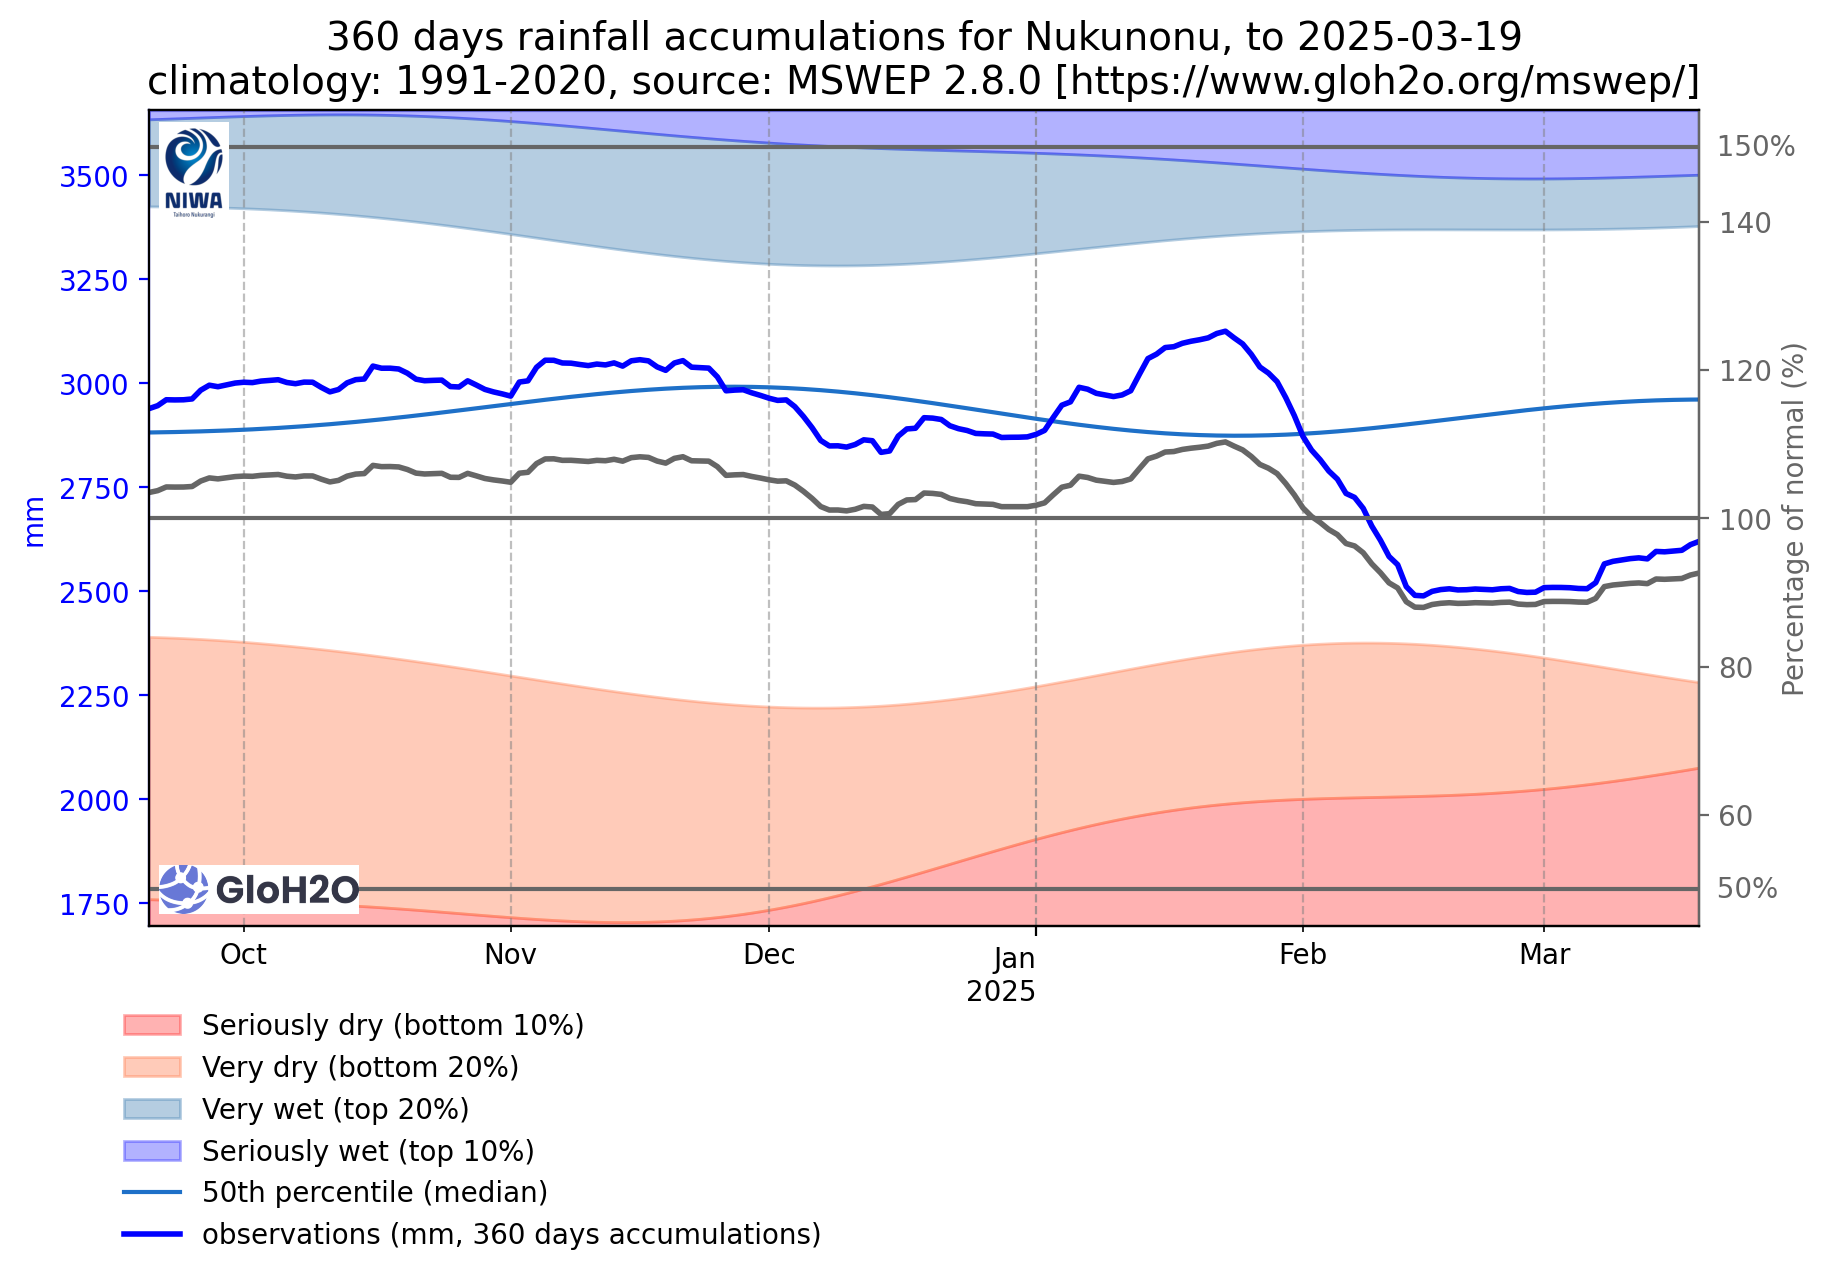 360 days rainfall accumulations for Nukunonu, to 2025-03-19
climatology: 1991-2020, source: MSWEP 2.8.0 [https://www.gloh2o.org/mswep/]
NIWA
Taihoro Nukurangi
3500
3250
3000
2750
2500
2250
2000
1750
mm
150%
140
120
100
80
60
50%
Percentage of normal (%)
GloH2O
Oct
Nov
Dec
Jan
2025
Feb
Mar
Seriously dry (bottom 10%)
Very dry (bottom 20%)
Very wet (top 20%)
Seriously wet (top 10%)
50th percentile (median)
observations (mm, 360 days accumulations)